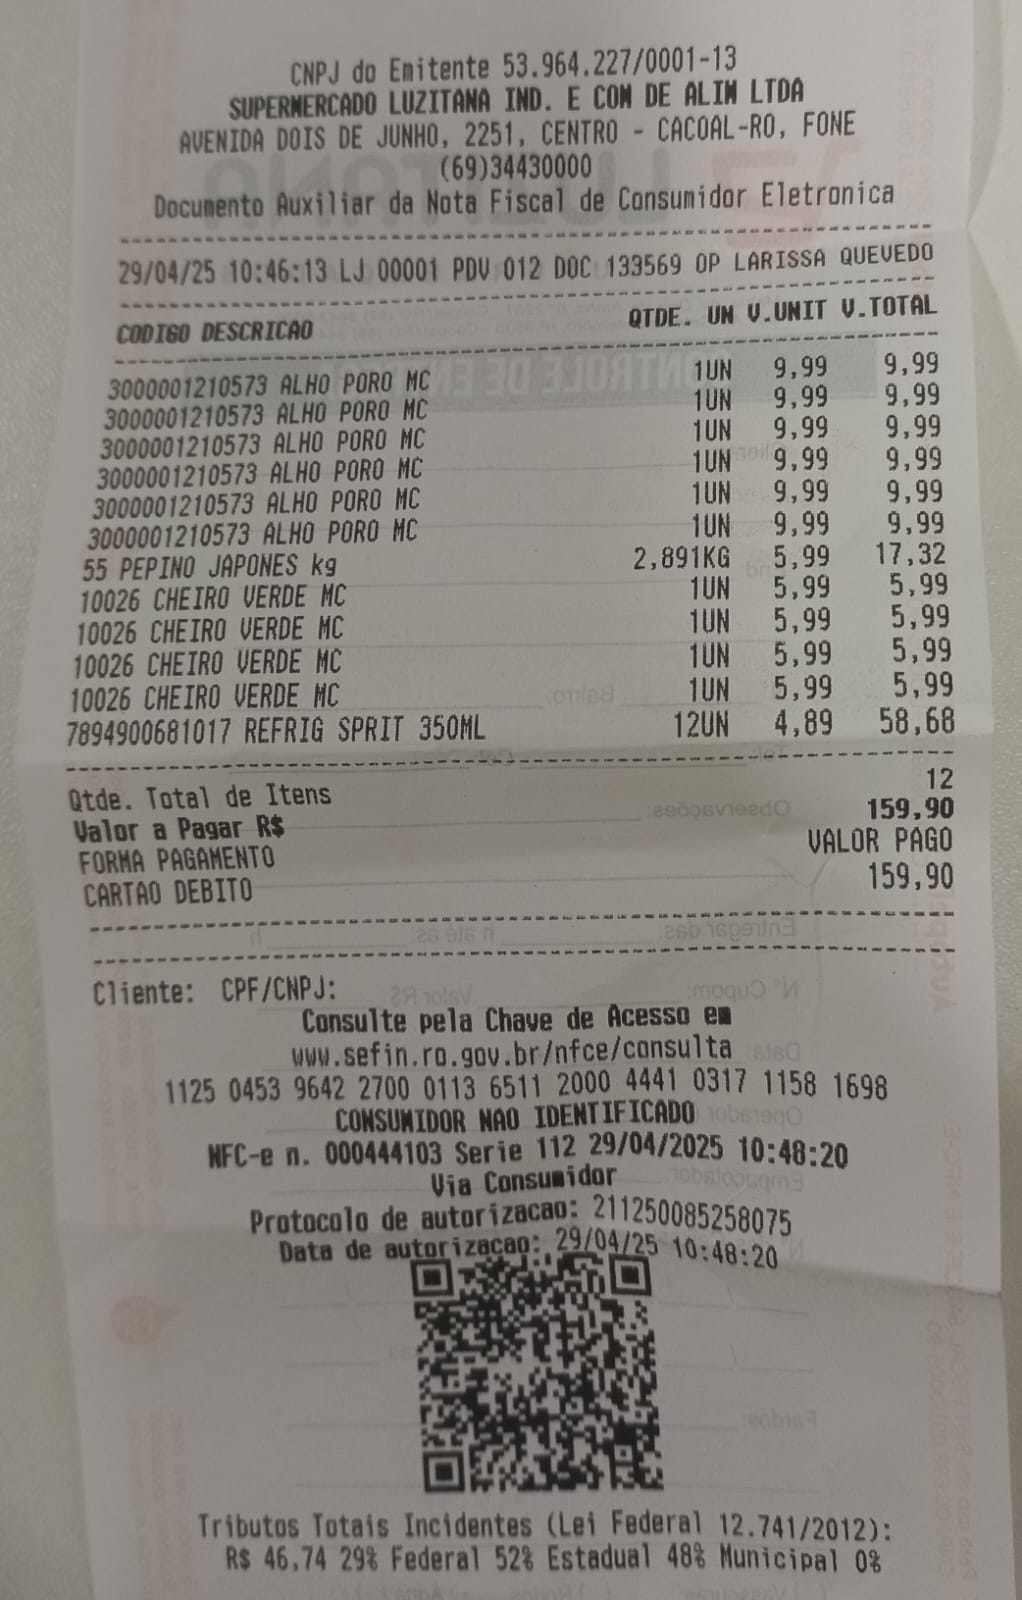 CNPJ do Emitente 53.964.227/0001-13
SUPERMERCADO LUZITANA IND. E COM DE ALIM LTDA
AVENIDA DOIS DE JUNHO, 2251, CENTRO - CACOAL-RO, FONE
(69)34430000
Documento Auxiliar da Nota Fiscal de Consumidor Eletronica
29/04/25 10:46:13 LJ 00001 PDV 012 DOC 133569 OP LARISSA QUEVEDO
CODIGO DESCRICAO QTDE. UN V.UNIT V.TOTAL
3000001210573 ALHO PORO MC 1UN 9,99 9,99
3000001210573 ALHO PORO MC 1UN 9,99 9,99
3000001210573 ALHO PORO MC 1UN 9,99 9,99
3000001210573 ALHO PORO MC 1UN 9,99 9,99
3000001210573 ALHO PORO MC 1UN 9,99 9,99
3000001210573 ALHO PORO MC 1UN 9,99 9,99
55 PEPINO JAPONES kg 2,891KG 5,99 17,32
10026 CHEIRO VERDE MC 1UN 5,99 5,99
10026 CHEIRO VERDE MC 1UN 5,99 5,99
10026 CHEIRO VERDE MC 1UN 5,99 5,99
10026 CHEIRO VERDE MC 1UN 5,99 5,99
7894900681017 REFRIG SPRIT 350ML 12UN 4,89 58,68
Qtde. Total de Itens 12
Valor a Pagar R$ 159,90
FORMA PAGAMENTO VALOR PAGO
CARTAO DEBITO 159,90
Cliente: CPF/CNPJ:
Consulte pela Chave de Acesso em
www.sefin.ro.gov.br/nfce/consulta
1125 0453 9642 2700 0113 6511 2000 4441 0317 1158 1698
CONSUMIDOR NAO IDENTIFICADO
NFC-e n. 000444103 Serie 112 29/04/2025 10:48:20
Via Consumidor
Protocolo de autorizacao: 211250085258075
Data de autorizacao: 29/04/25 10:48:20
Tributos Totais Incidentes (Lei Federal 12.741/2012):
R$ 46,74 29% Federal 52% Estadual 48% Municipal 0%